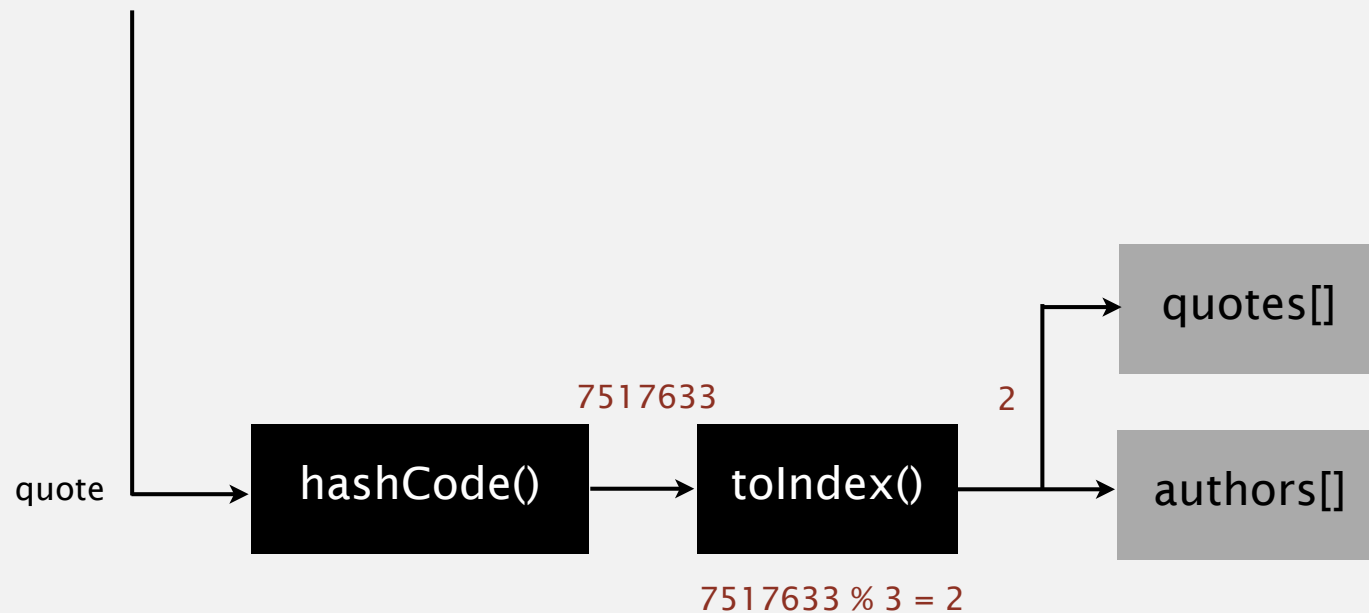 quotes[]
7517633
2
quote
hashCode()
toIndex()
authors[]
7517633 % 3 = 2